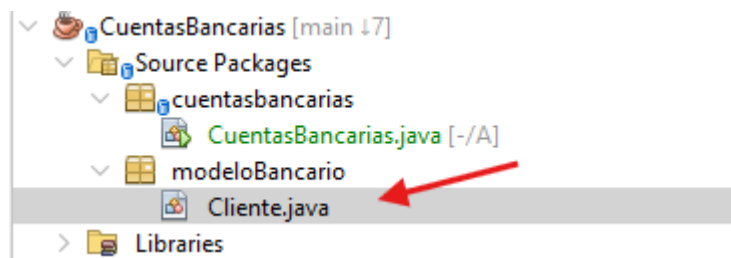 CuentasBancarias [main ↓7]
Source Packages
cuentasbancarias
CuentasBancarias.java [-/A]
modeloBancario
Cliente.java
Libraries